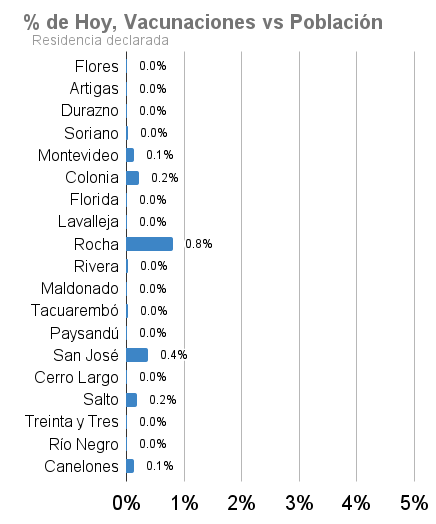 % de Hoy, Vacunaciones vs Población
Residencia declarada
Flores 0.0%
Artigas 0.0%
Durazno 0.0%
Soriano 0.0%
Montevideo 0.1%
Colonia 0.2%
Florida 0.0%
Lavalleja 0.0%
Rocha 0.8%
Rivera 0.0%
Maldonado 0.0%
Tacuarembó 0.0%
Paysandú 0.0%
San José 0.4%
Cerro Largo 0.0%
Salto 0.2%
Treinta y Tres 0.0%
Río Negro 0.0%
Canelones 0.1%
0% 1% 2% 3% 4% 5%